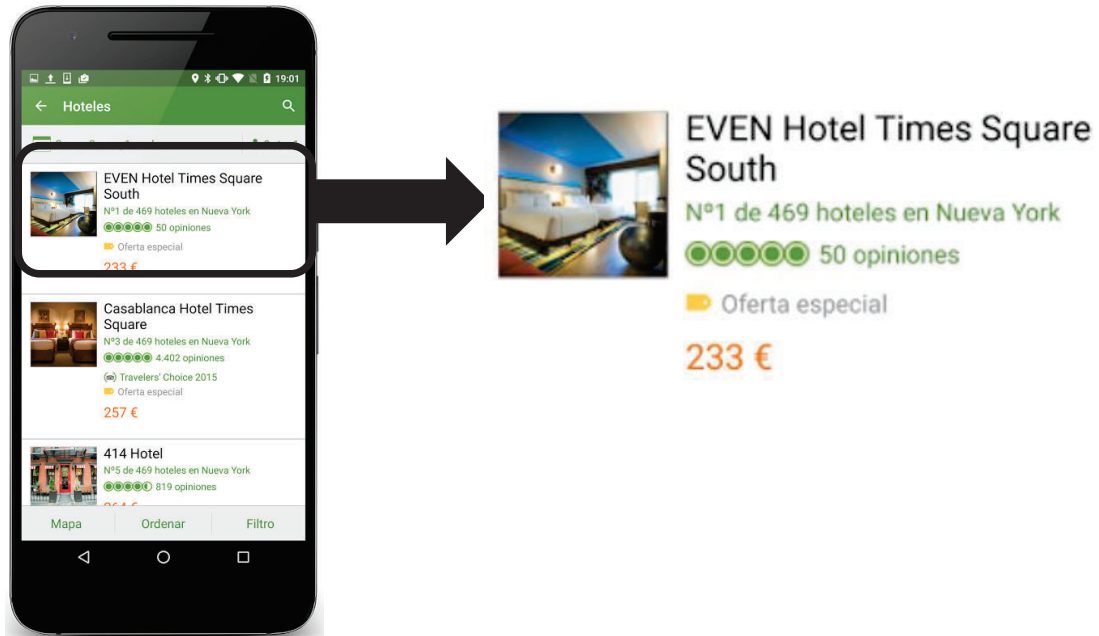 19:01
Hoteles
EVEN Hotel Times Square
South
Nº1 de 469 hoteles en Nueva York
50 opiniones
Oferta especial
233 €
Casablanca Hotel Times
Square
Nº3 de 469 hoteles en Nueva York
4.402 opiniones
Travelers' Choice 2015
Oferta especial
257 €
414 Hotel
Nº5 de 469 hoteles en Nueva York
819 opiniones
Mapa Ordenar Filtro
EVEN Hotel Times Square
South
Nº1 de 469 hoteles en Nueva York
50 opiniones
Oferta especial
233 €